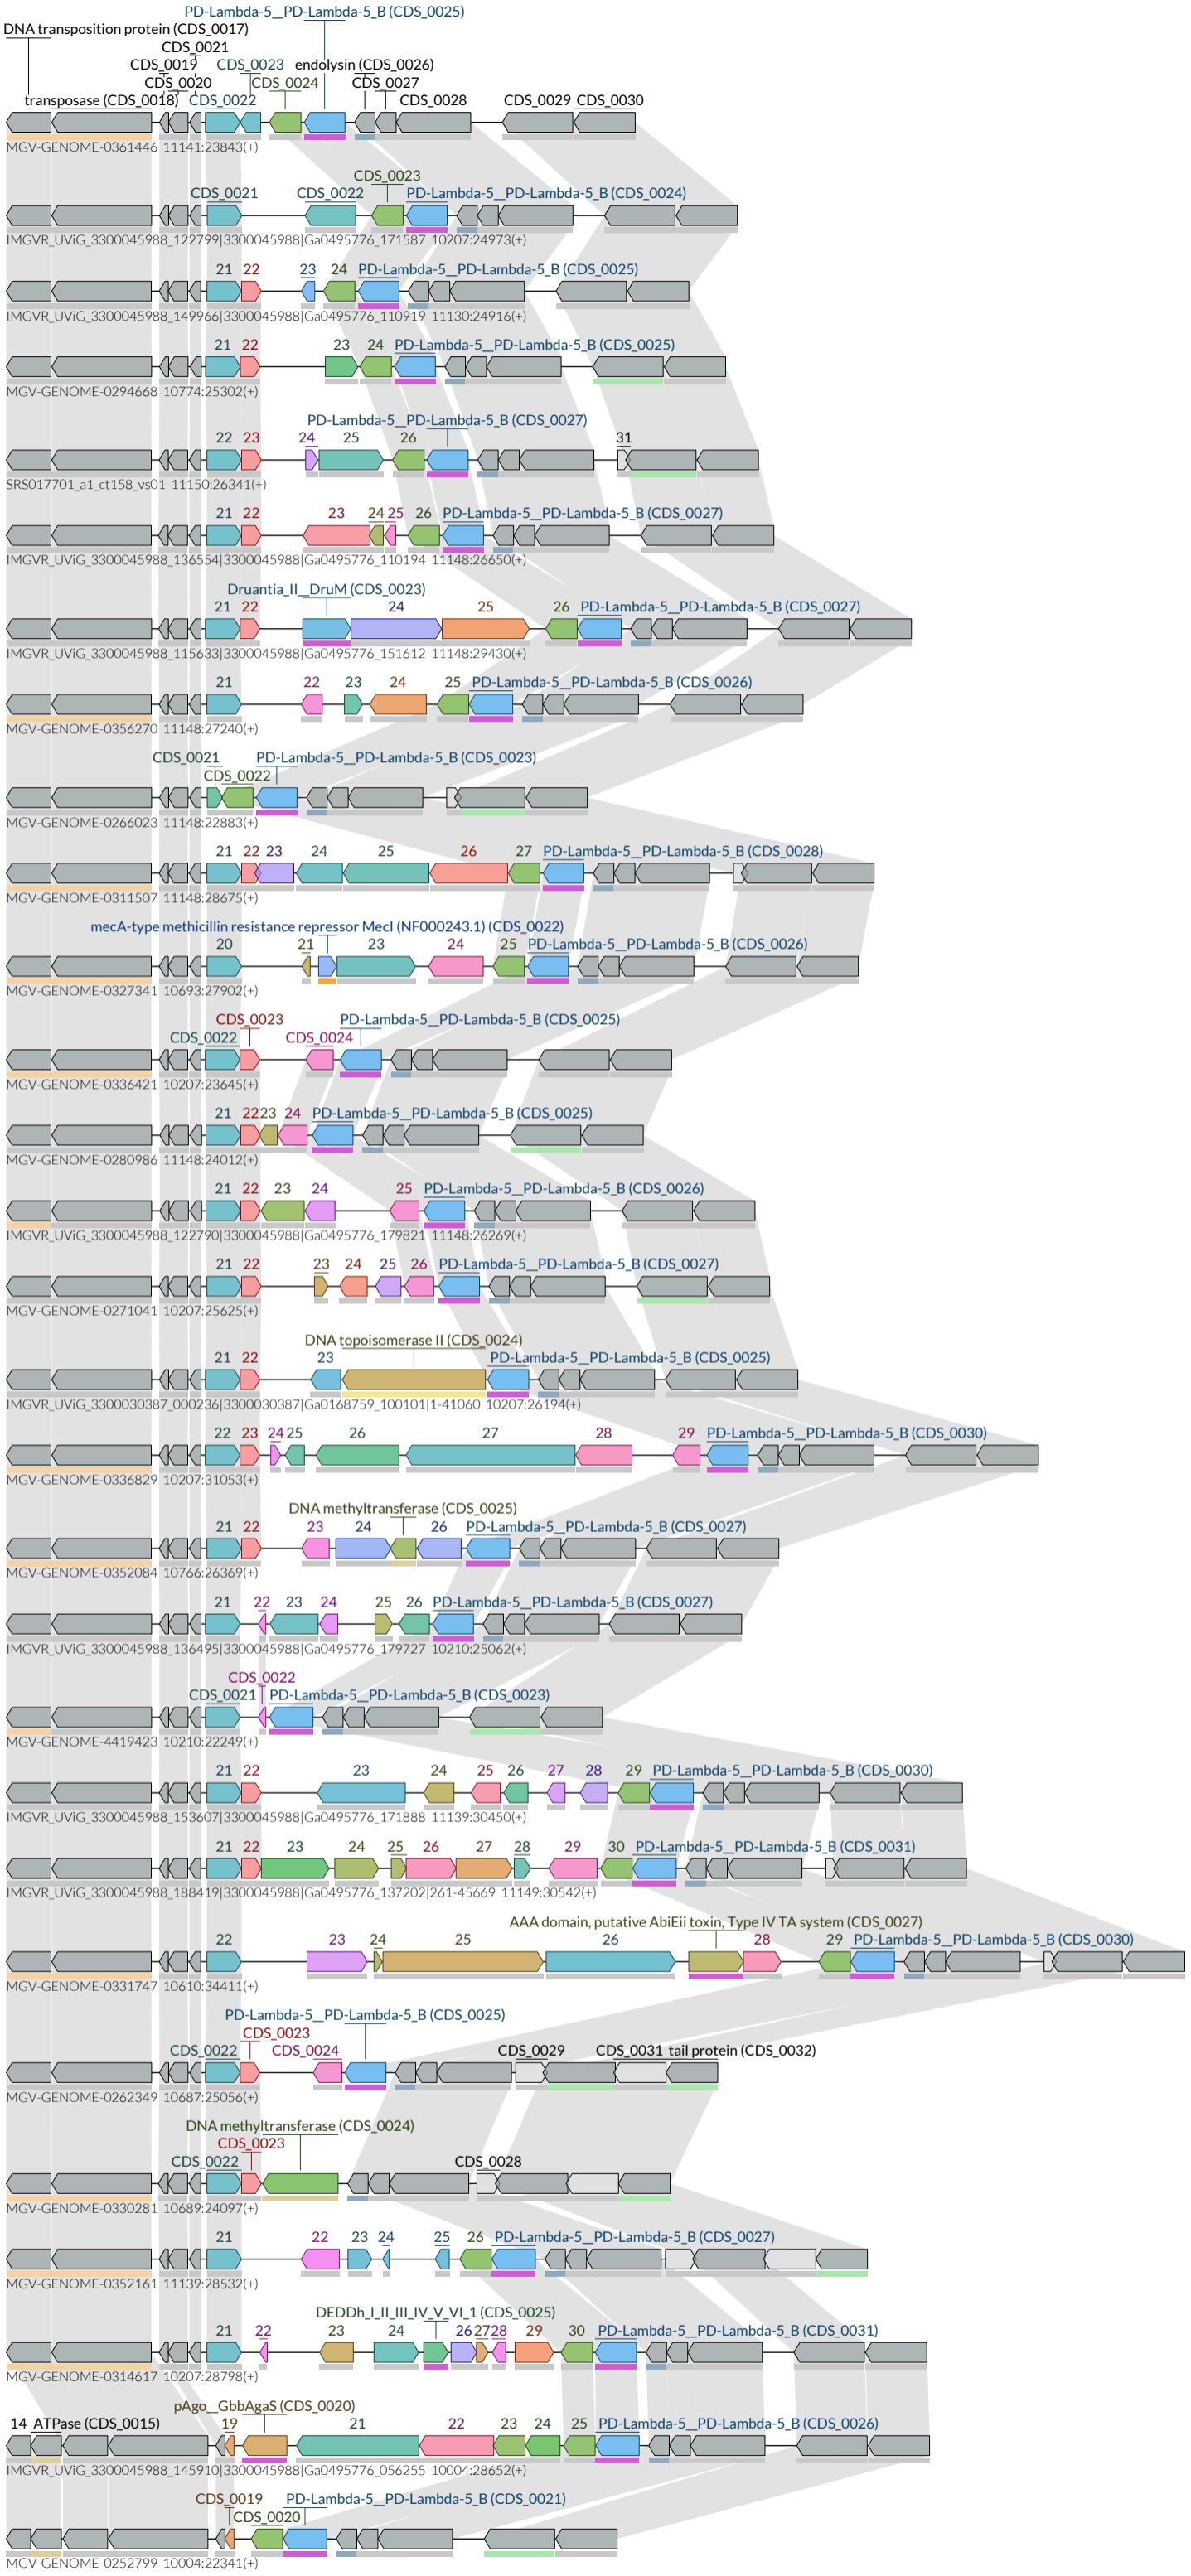 PD-Lambda-5__PD-Lambda-5_B (CDS_0025)
DNA transposition protein (CDS_0017)
CDS_0021
CDS_0019 CDS_0023 endolysin (CDS_0026)
CDS_0020 CDS_0024 CDS_0027
transposase (CDS_0018) CDS_0022 CDS_0028 CDS_0029 CDS_0030
MGV-GENOME-0361446 11141:23843(+)
CDS_0023
CDS_0021 CDS_0022 PD-Lambda-5__PD-Lambda-5_B (CDS_0024)
IMGVR_UViG_3300045988_122799|3300045988|Ga0495776_171587 10207:24973(+)
21 22 23 24 PD-Lambda-5__PD-Lambda-5_B (CDS_0025)
IMGVR_UViG_3300045988_149966|3300045988|Ga0495776_110919 11130:24916(+)
21 22 23 24 PD-Lambda-5__PD-Lambda-5_B (CDS_0025)
MGV-GENOME-0294668 10774:25302(+)
PD-Lambda-5__PD-Lambda-5_B (CDS_0027)
22 23 24 25 26 31
SRS017701_a1_ct158_vs01 11150:26341(+)
21 22 23 24 25 26 PD-Lambda-5__PD-Lambda-5_B (CDS_0027)
IMGVR_UViG_3300045988_136554|3300045988|Ga0495776_110194 11148:26650(+)
Druantia_II__DruM (CDS_0023)
21 22 24 25 26 PD-Lambda-5__PD-Lambda-5_B (CDS_0027)
IMGVR_UViG_3300045988_115633|3300045988|Ga0495776_151612 11148:29430(+)
21 22 23 24 25 PD-Lambda-5__PD-Lambda-5_B (CDS_0026)
MGV-GENOME-0356270 11148:27240(+)
CDS_0021 PD-Lambda-5__PD-Lambda-5_B (CDS_0023)
CDS_0022
MGV-GENOME-0266023 11148:22883(+)
21 22 23 24 25 26 27 PD-Lambda-5__PD-Lambda-5_B (CDS_0028)
MGV-GENOME-0311507 11148:28675(+)
mecA-type methicillin resistance repressor MecI (NF000243.1) (CDS_0022)
20 21 23 24 25 PD-Lambda-5__PD-Lambda-5_B (CDS_0026)
MGV-GENOME-0327341 10693:27902(+)
CDS_0023 PD-Lambda-5__PD-Lambda-5_B (CDS_0025)
CDS_0022 CDS_0024
MGV-GENOME-0336421 10207:23645(+)
21 22 23 24 PD-Lambda-5__PD-Lambda-5_B (CDS_0025)
MGV-GENOME-0280986 11148:24012(+)
21 22 23 24 25 PD-Lambda-5__PD-Lambda-5_B (CDS_0026)
IMGVR_UViG_3300045988_122790|3300045988|Ga0495776_179821 11148:26269(+)
21 22 23 24 25 26 PD-Lambda-5__PD-Lambda-5_B (CDS_0027)
MGV-GENOME-0271041 10207:25625(+)
DNA topoisomerase II (CDS_0024)
21 22 23 PD-Lambda-5__PD-Lambda-5_B (CDS_0025)
IMGVR_UViG_3300030387_000236|3300030387|Ga0168759_100101|1-41060 10207:26194(+)
22 23 24 25 26 27 28 29 PD-Lambda-5__PD-Lambda-5_B (CDS_0030)
MGV-GENOME-0336829 10207:31053(+)
DNA methyltransferase (CDS_0025)
21 22 23 24 26 PD-Lambda-5__PD-Lambda-5_B (CDS_0027)
MGV-GENOME-0352084 10766:26369(+)
21 22 23 24 25 26 PD-Lambda-5__PD-Lambda-5_B (CDS_0027)
IMGVR_UViG_3300045988_136495|3300045988|Ga0495776_179727 10210:25062(+)
CDS_0022
CDS_0021 PD-Lambda-5__PD-Lambda-5_B (CDS_0023)
MGV-GENOME-4419423 10210:22249(+)
21 22 23 24 25 26 27 28 29 PD-Lambda-5__PD-Lambda-5_B (CDS_0030)
IMGVR_UViG_3300045988_153607|3300045988|Ga0495776_171888 11139:30450(+)
21 22 23 24 25 26 27 28 29 30 PD-Lambda-5__PD-Lambda-5_B (CDS_0031)
IMGVR_UViG_3300045988_188419|3300045988|Ga0495776_137202|261-45669 11149:30542(+)
AAA domain, putative AbiEii toxin, Type IV TA system (CDS_0027)
22 23 24 25 26 28 29 PD-Lambda-5__PD-Lambda-5_B (CDS_0030)
MGV-GENOME-0331747 10610:34411(+)
PD-Lambda-5__PD-Lambda-5_B (CDS_0025)
CDS_0023
CDS_0022 CDS_0024 CDS_0029 CDS_0031 tail protein (CDS_0032)
MGV-GENOME-0262349 10687:25056(+)
DNA methyltransferase (CDS_0024)
CDS_0023
CDS_0022 CDS_0028
MGV-GENOME-0330281 10689:24097(+)
21 22 23 24 25 26 PD-Lambda-5__PD-Lambda-5_B (CDS_0027)
MGV-GENOME-0352161 11139:28532(+)
DEDDh_I_II_III_IV_V_VI_1 (CDS_0025)
21 22 23 24 26 27 28 29 30 PD-Lambda-5__PD-Lambda-5_B (CDS_0031)
MGV-GENOME-0314617 10207:28798(+)
pAgo__GbbAgaS (CDS_0020)
14 ATPase (CDS_0015) 19 21 22 23 24 25 PD-Lambda-5__PD-Lambda-5_B (CDS_0026)
IMGVR_UViG_3300045988_145910|3300045988|Ga0495776_056255 10004:28652(+)
CDS_0019 PD-Lambda-5__PD-Lambda-5_B (CDS_0021)
CDS_0020
MGV-GENOME-0252799 10004:22341(+)